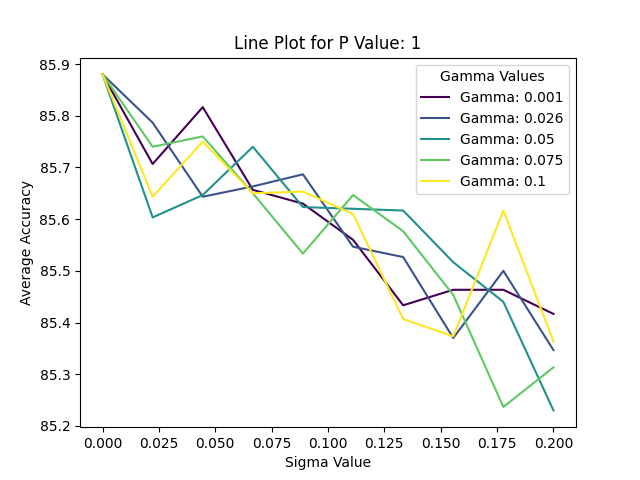 Line Plot for P Value: 1
85.9
85.8
85.7
85.6
85.5
85.4
85.3
85.2
Average Accuracy
Gamma Values
Gamma: 0.001
Gamma: 0.026
Gamma: 0.05
Gamma: 0.075
Gamma: 0.1
0.000 0.025 0.050 0.075 0.100 0.125 0.150 0.175 0.200
Sigma Value